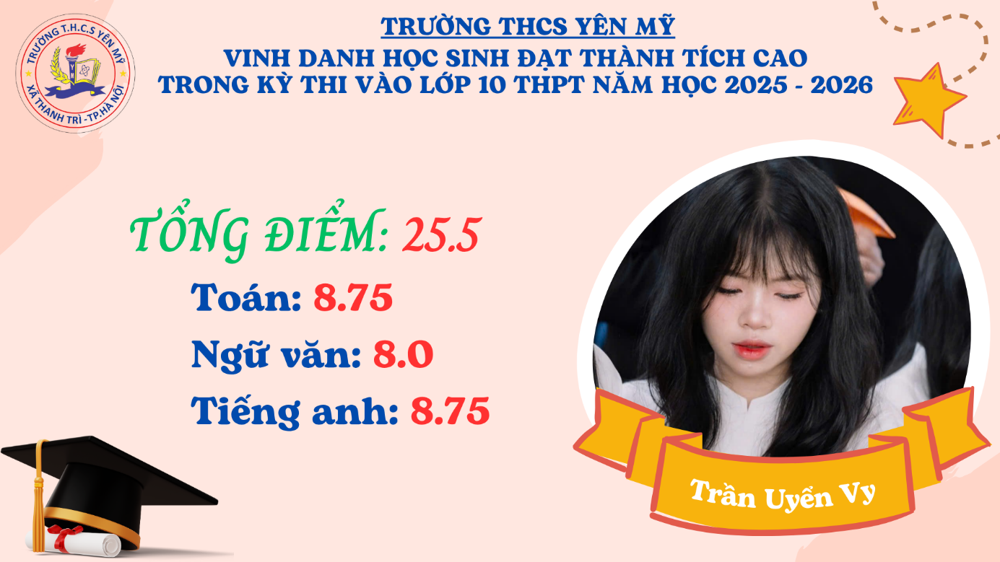 TRƯỜNG T.H.C.S YÊN MỸ
XÃ THANH TRÌ -TP.HÀ NỘI
TRƯỜNG THCS YÊN MỸ
VINH DANH HỌC SINH ĐẠT THÀNH TÍCH CAO
TRONG KỲ THI VÀO LỚP 10 THPT NĂM HỌC 2025 - 2026
TỔNG ĐIỂM: 25.5
Toán: 8.75
Ngữ văn: 8.0
Tiếng anh: 8.75
Trần Uyển Vy